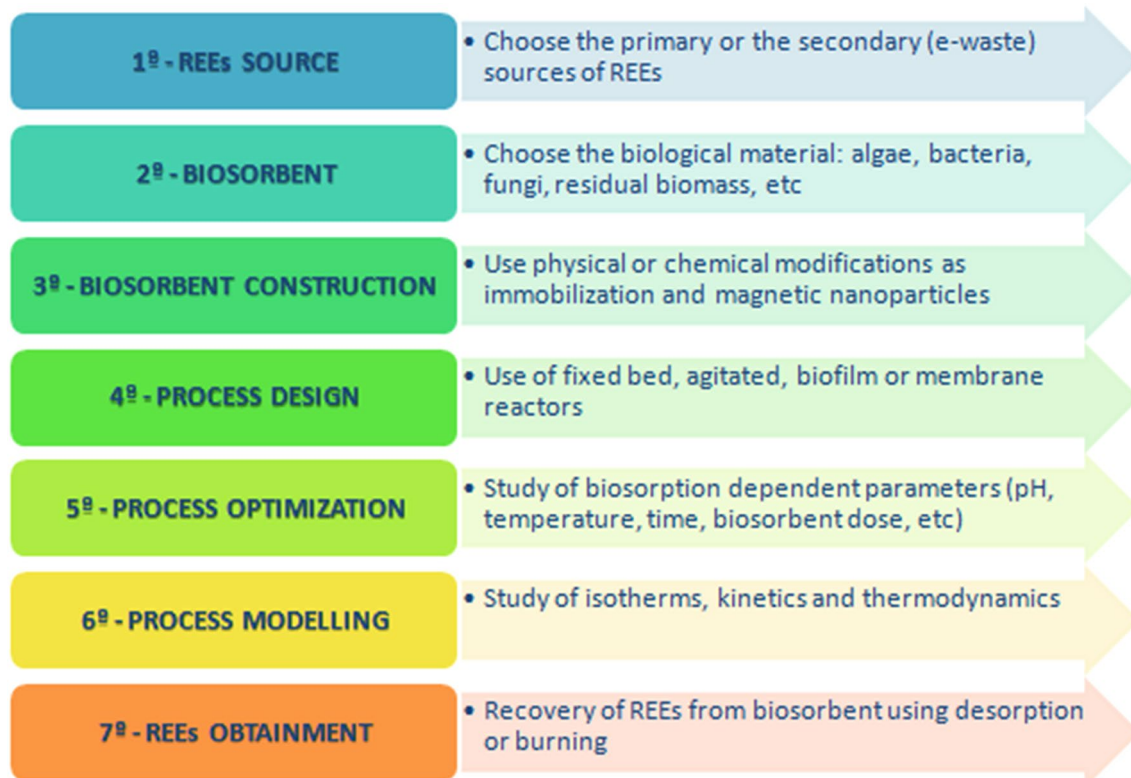 1º - REEs SOURCE
• Choose the primary or the secondary (e-waste)
sources of REEs
2º - BIOSORBENT
• Choose the biological material: algae, bacteria,
fungi, residual biomass, etc
3º - BIOSORBENT CONSTRUCTION
• Use physical or chemical modifications as
immobilization and magnetic nanoparticles
4º - PROCESS DESIGN
• Use of fixed bed, agitated, biofilm or membrane
reactors
5º - PROCESS OPTIMIZATION
• Study of biosorption dependent parameters (pH,
temperature, time, biosorbent dose, etc)
6º - PROCESS MODELLING
• Study of isotherms, kinetics and thermodynamics
7º - REEs OBTAINMENT
• Recovery of REEs from biosorbent using desorption
or burning